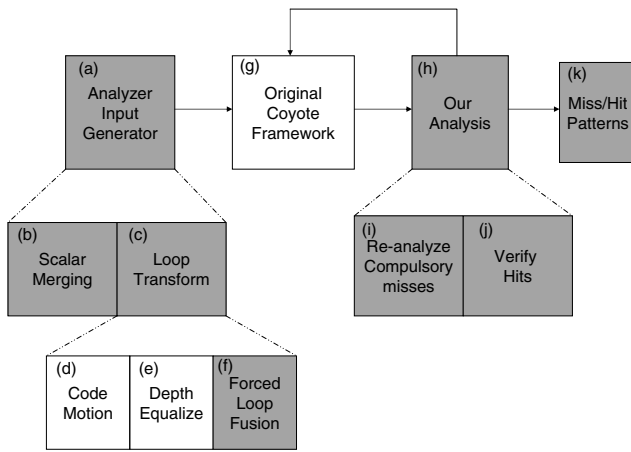 (a)
Analyzer
Input
Generator
(g)
Original
Coyote
Framework
(h)
Our
Analysis
(k)
Miss/Hit
Patterns
(b)
Scalar
Merging
(c)
Loop
Transform
(i)
Re-analyze
Compulsory
misses
(j)
Verify
Hits
(d)
Code
Motion
(e)
Depth
Equalize
(f)
Forced
Loop
Fusion